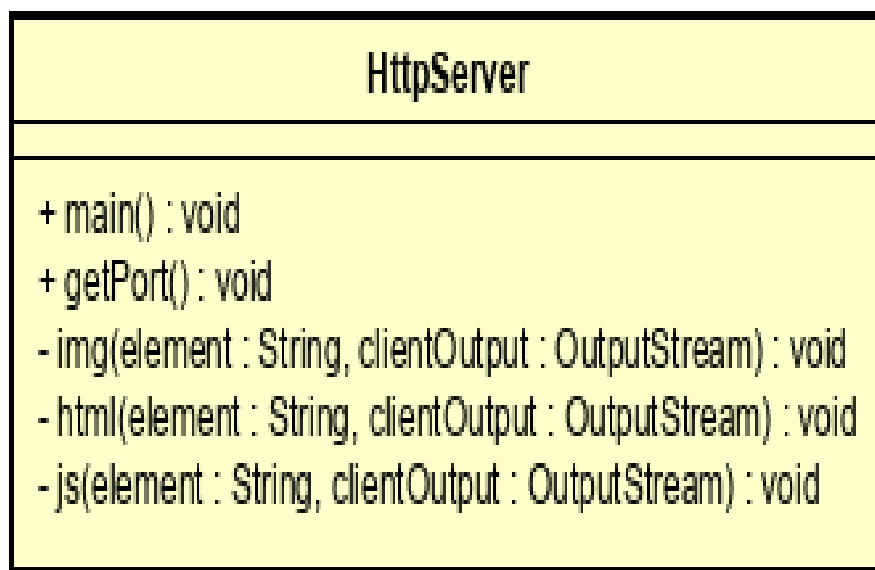 HttpServer
+ main() : void
+ getPort() : void
- img(element : String, clientOutput : OutputStream) : void
- html(element : String, clientOutput : OutputStream) : void
- js(element : String, clientOutput : OutputStream) : void